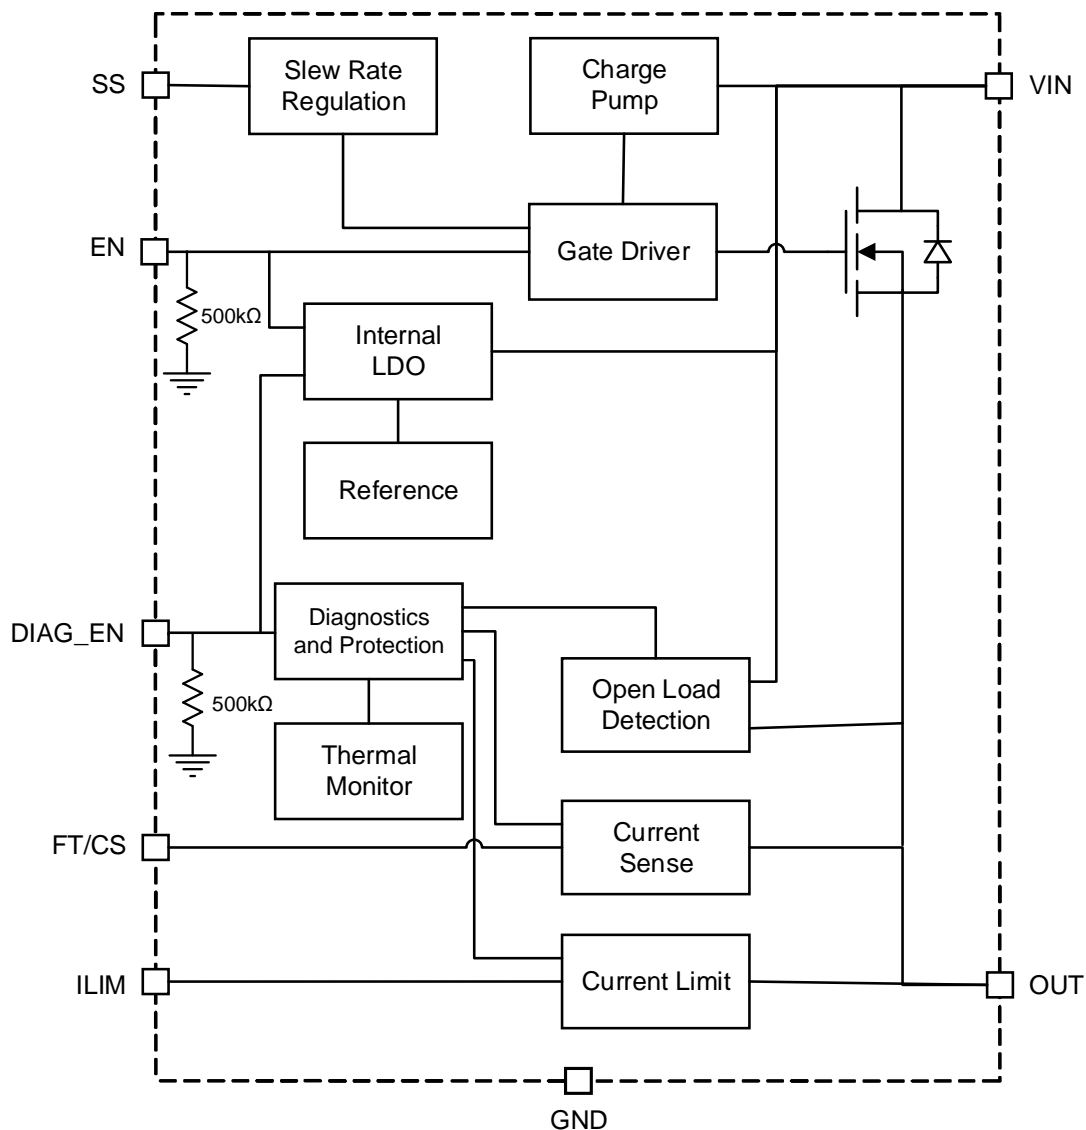 SS
Slew Rate
Regulation
Charge
Pump
VIN
EN
Gate Driver
500kΩ
Internal
LDO
Reference
DIAG_EN
Diagnostics
and Protection
500kΩ
Open Load
Detection
Thermal
Monitor
FT/CS
Current
Sense
ILIM
Current Limit
OUT
GND